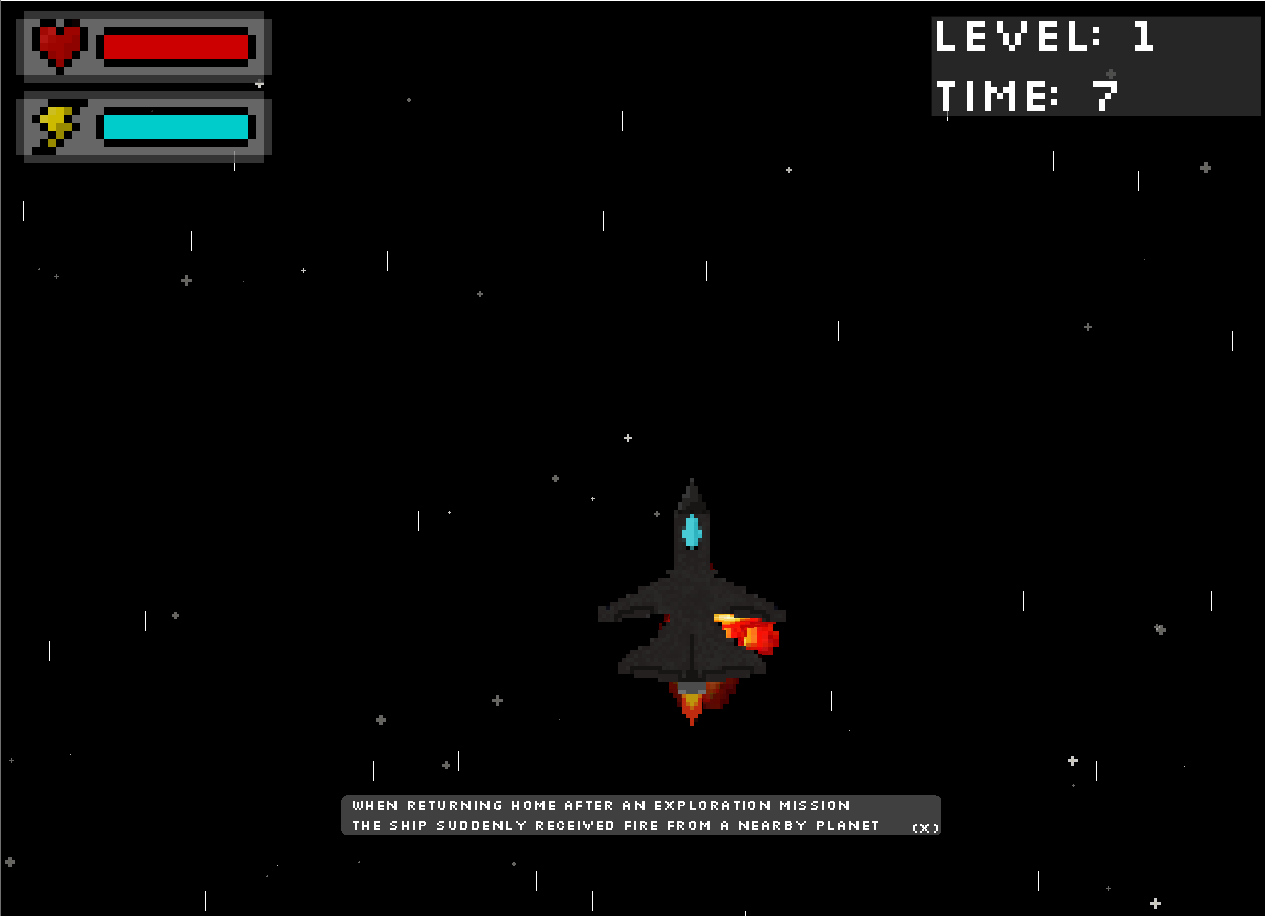 LEVEL: 1
TIME: 7
WHEN RETURNING HOME AFTER AN EXPLORATION MISSION
THE SHIP SUDDENLY RECEIVED FIRE FROM A NEARBY PLANET (X)